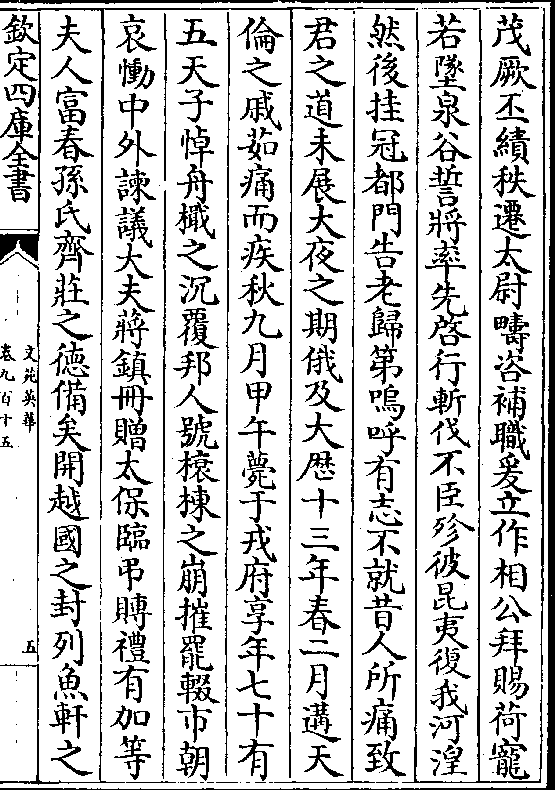 茂厥丕績秩遷太尉疇咨補職爰立作相公拜賜荷寵
若墜泉谷誓將率先啓行斬伐不臣殄彼昆夷復我河湟
然後挂冠都門告老歸第嗚呼有志不就昔人所痛致
君之道未展大夜之期俄及大厯十三年春二月遘天
倫之戚茹痛而疾秋九月甲午薨于戎府享年七十有
五天子悼舟檝之沉覆邦人號榱棟之崩摧罷輟市朝
哀慟中外諫議大夫蔣鎮冊贈太保臨弔賻禮有加等
夫人富春孫氏齊莊之德備矣開越國之封列魚軒之
欽定四庫全書
文苑英華
卷九百十五
五